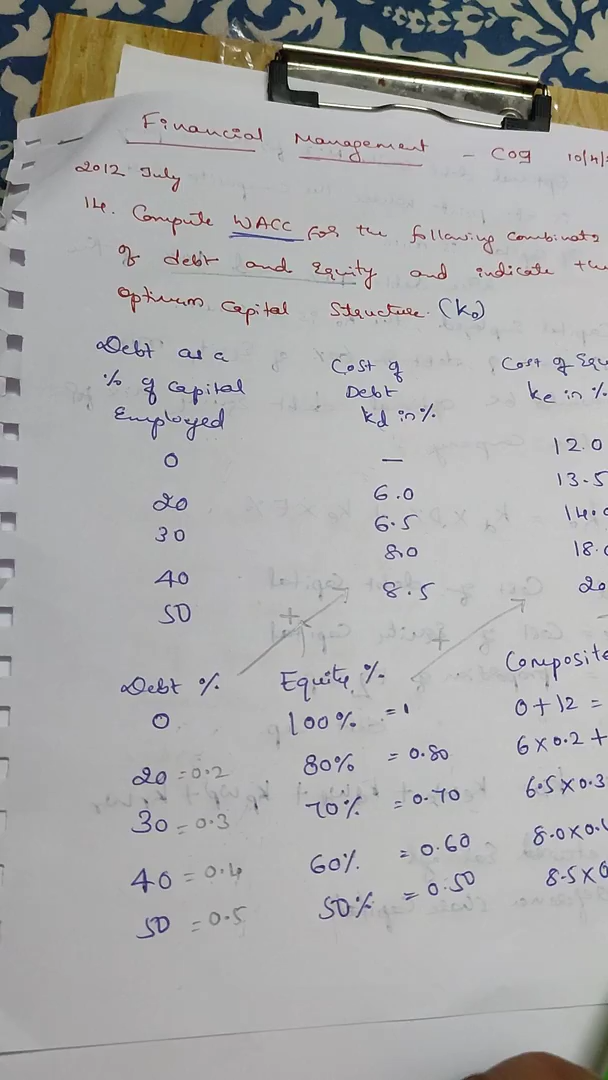 Financial Management - C09 10/4/
2012 July
14. Compute WACC for the following combinats
of debt and Equity and indicate the
optimum capital structure. (ko)
Debt as a % of capital Employed Cost of Debt kd in % Cost of Equ ke in %
0 — 12.0
20 6.0 13.5
30 6.5 14.0
40 8.0 18.0
50 8.5 20
Debt % Equity % Composite
0 100% = 1 0+12 =
20 = 0.2 80% = 0.80 6×0.2 +
30 = 0.3 70% = 0.70 6.5×0.3
40 = 0.4 60% = 0.60 8.0×0.4
50 = 0.5 50% = 0.50 8.5×0